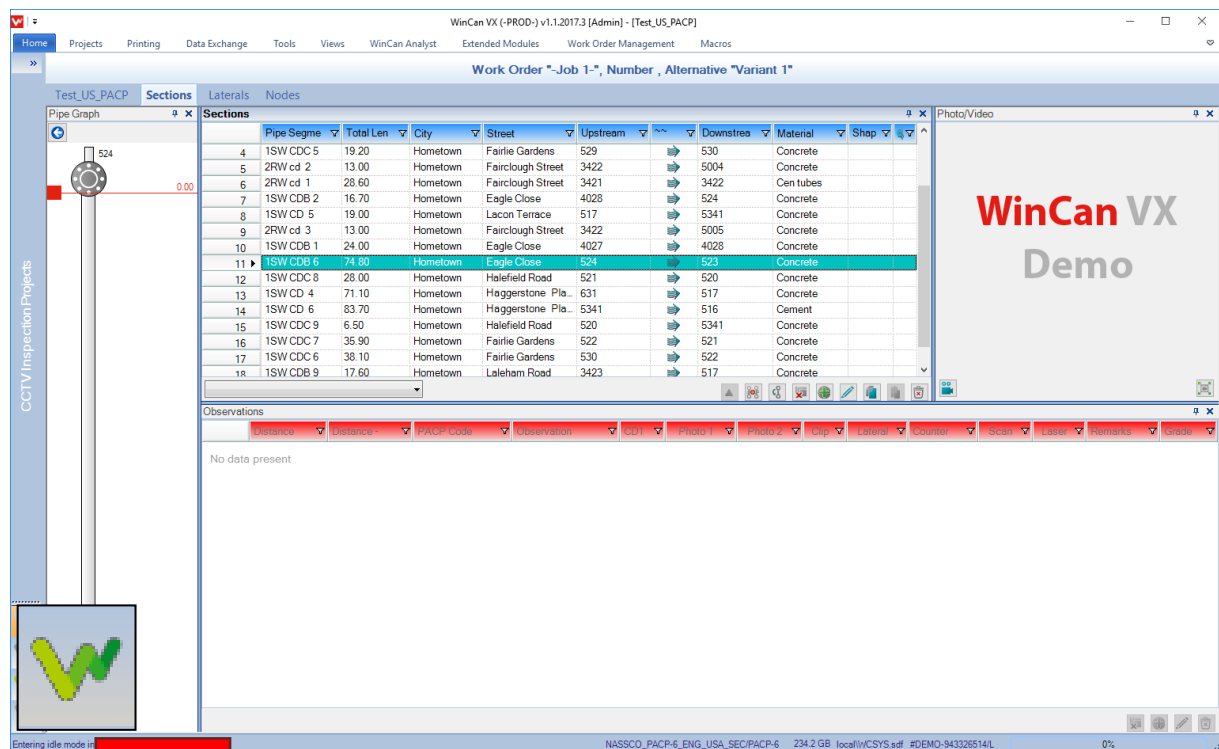 WinCan VX (-PROD-) v1.1.2017.3 [Admin] - [Test_US_PACP]
Home Projects Printing Data Exchange Tools Views WinCan Analyst Extended Modules Work Order Management Macros
Work Order "-Job 1-", Number , Alternative "Variant 1"
Test_US_PACP Sections Laterals Nodes
CCTV Inspection Projects
Pipe Graph
524
0.00
Sections
Pipe Segme Total Len City Street Upstream ~~ Downstrea Material Shap
4 1SW CDC 5 19.20 Hometown Fairlie Gardens 529 530 Concrete
5 2RW cd 2 13.00 Hometown Fairclough Street 3422 5004 Concrete
6 2RW cd 1 28.60 Hometown Fairclough Street 3421 3422 Cen tubes
7 1SW CDB 2 16.70 Hometown Eagle Close 4028 524 Concrete
8 1SW CD 5 19.00 Hometown Lacon Terrace 517 5341 Concrete
9 2RW cd 3 13.00 Hometown Fairclough Street 3422 5005 Concrete
10 1SW CDB 1 24.00 Hometown Eagle Close 4027 4028 Concrete
11 1SW CDB 6 74.80 Hometown Eagle Close 524 523 Concrete
12 1SW CDC 8 28.00 Hometown Halefield Road 521 520 Concrete
13 1SW CD 4 71.10 Hometown Haggerstone Pla... 631 517 Concrete
14 1SW CD 6 83.70 Hometown Haggerstone Pla... 5341 516 Cement
15 1SW CDC 9 6.50 Hometown Halefield Road 520 5341 Concrete
16 1SW CDC 7 35.90 Hometown Fairlie Gardens 522 521 Concrete
17 1SW CDC 6 38.10 Hometown Fairlie Gardens 530 522 Concrete
18 1SW CDB 9 17.60 Hometown Laleham Road 3423 517 Concrete
Photo/Video
WinCan VX
Demo
Observations
Distance Distance - PACP Code Observation CD1 Photo 1 Photo 2 Clip Lateral Counter Scan Laser Remarks Grade
No data present
Entering idle mode in NASSCO_PACP-6_ENG_USA_SEC/PACP-6 234.2 GB local\\VCSYS.sdf #DEMO-943326514/L 0%